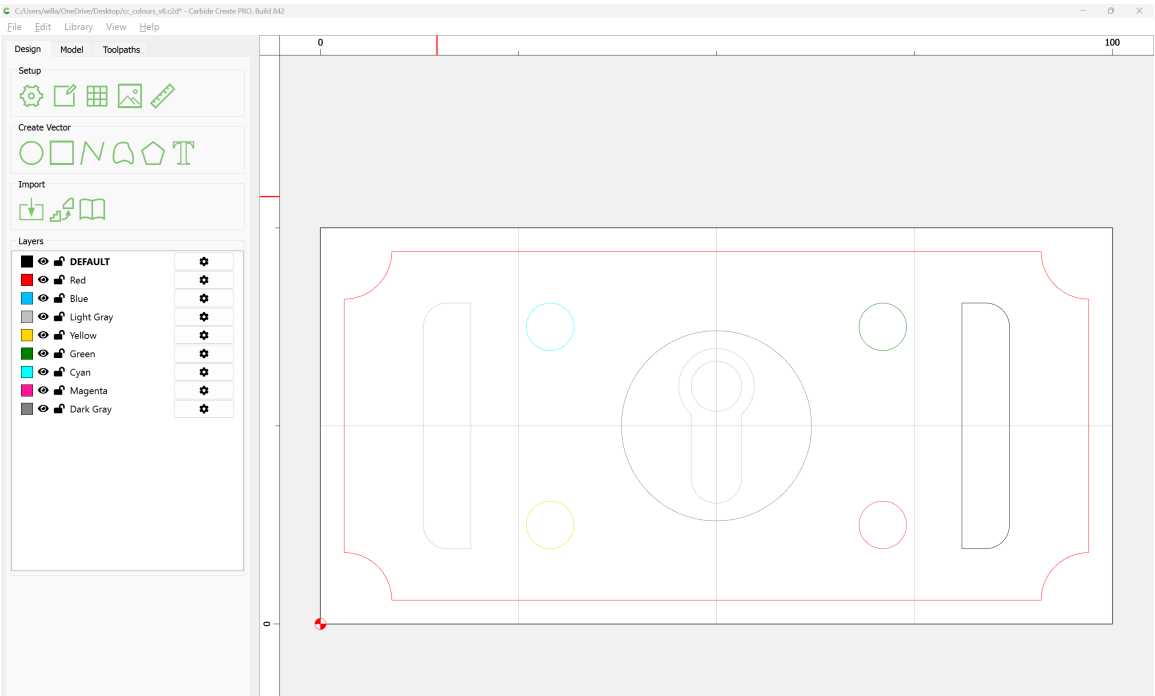 C:/Users/willa/OneDrive/Desktop/cc_colours_v8.c2d* - Carbide Create PRO, Build 842
File Edit Library View Help
Design Model Toolpaths
Setup
Create Vector
Import
Layers
DEFAULT
Red
Blue
Light Gray
Yellow
Green
Cyan
Magenta
Dark Gray
0 100
0